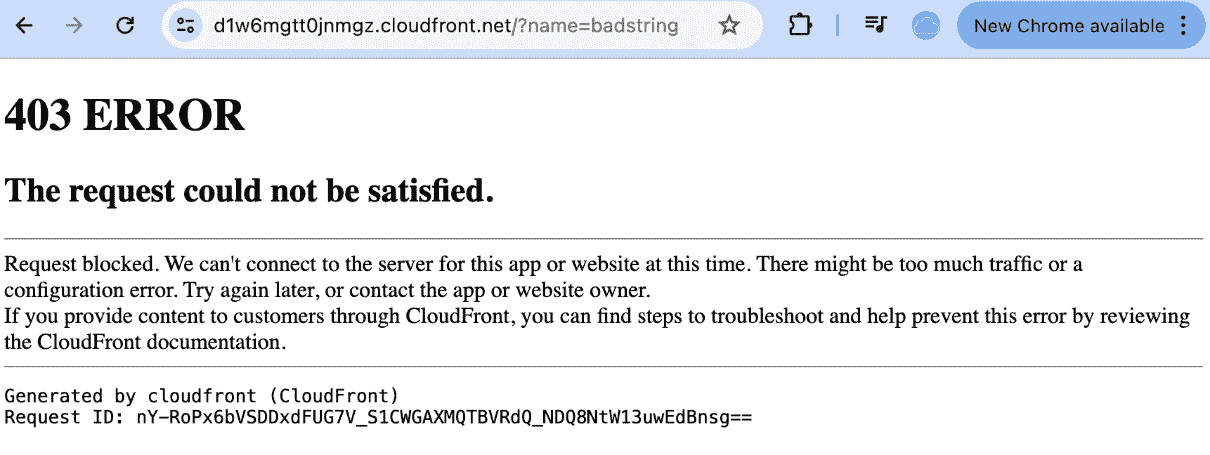 d1w6mgtt0jnmgz.cloudfront.net/?name=badstring
New Chrome available
403 ERROR
The request could not be satisfied.
Request blocked. We can't connect to the server for this app or website at this time. There might be too much traffic or a
configuration error. Try again later, or contact the app or website owner.
If you provide content to customers through CloudFront, you can find steps to troubleshoot and help prevent this error by reviewing
the CloudFront documentation.
Generated by cloudfront (CloudFront)
Request ID: nY-RoPx6bVSDDxdFUG7V_S1CWGAXMQTBVRdQ_NDQ8NtW13uwEdBnsg==